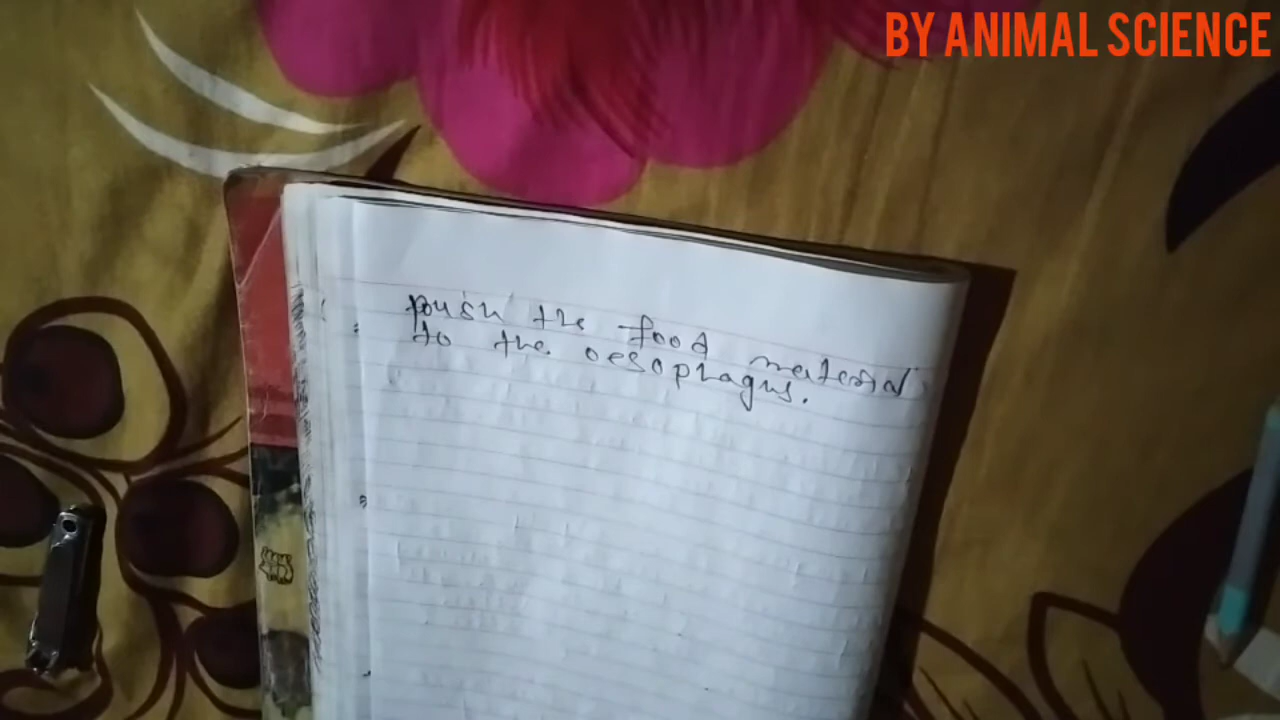 BY ANIMAL SCIENCE
push the food material
to the oesophagus.